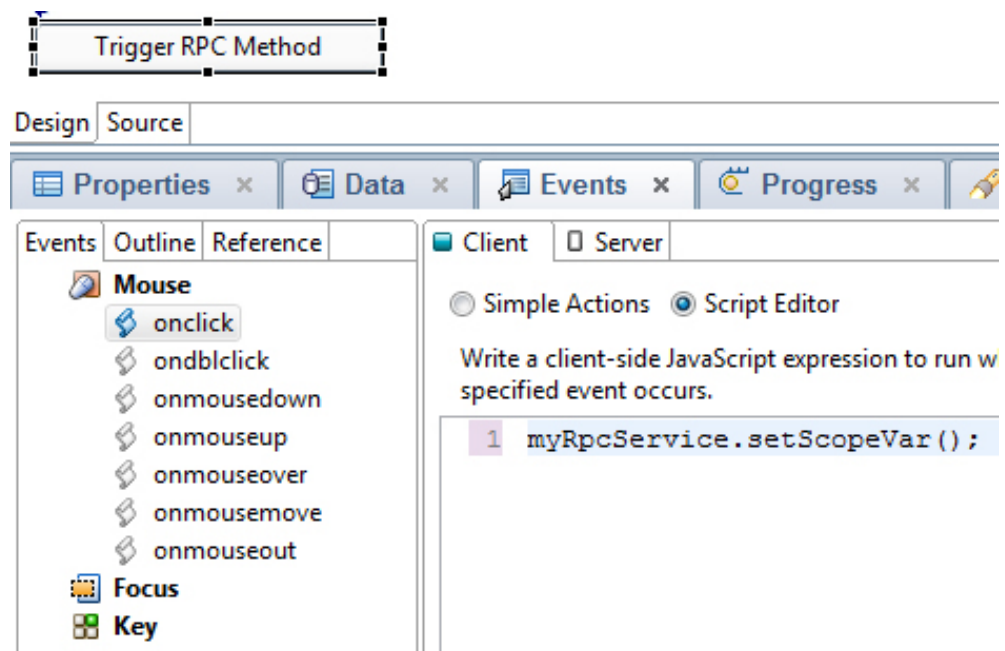 Trigger RPC Method
Design Source
Properties Data Events Progress
Events Outline Reference
Client Server
Mouse
onclick
ondblclick
onmousedown
onmouseup
onmouseover
onmousemove
onmouseout
Focus
Key
Simple Actions Script Editor
Write a client-side JavaScript expression to run w
specified event occurs.
1 myRpcService.setScopeVar();